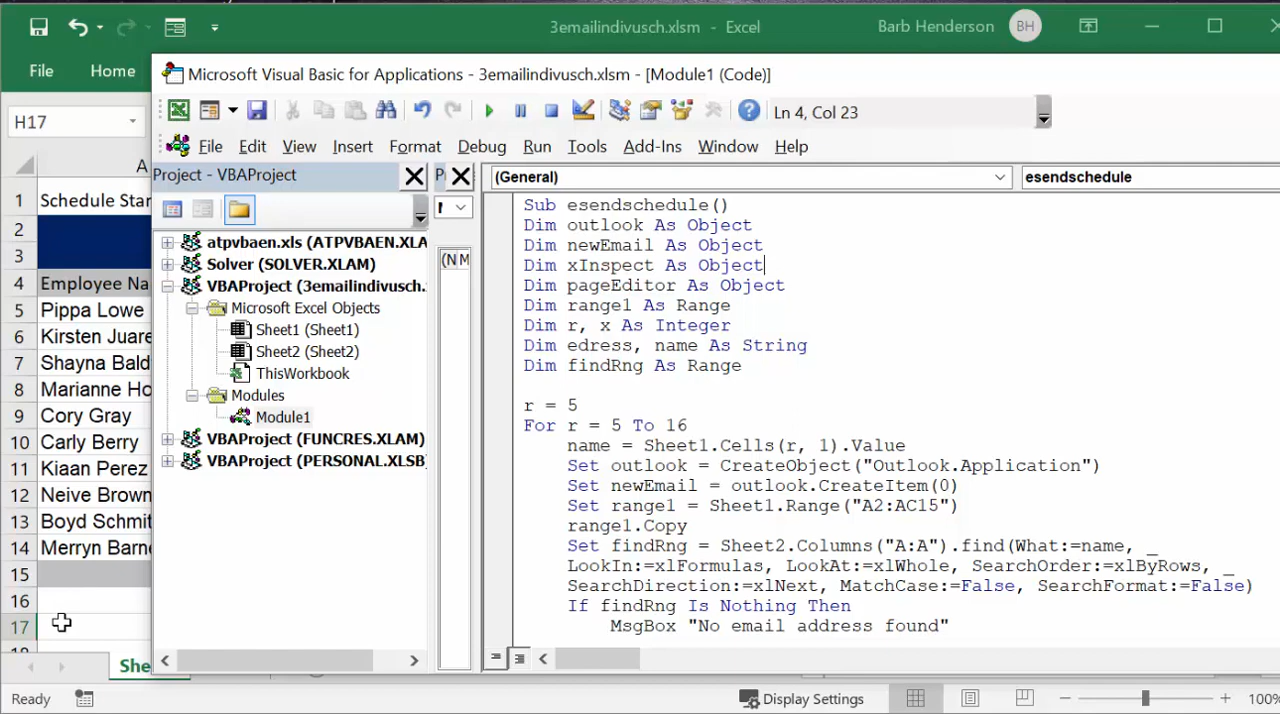 3emailindivusch.xlsm - Excel
Barb Henderson
BH
File
Home
H17
A
1 Schedule Star
2
3
4 Employee Na
5 Pippa Lowe
6 Kirsten Juare
7 Shayna Bald
8 Marianne Ho
9 Cory Gray
10 Carly Berry
11 Kiaan Perez
12 Neive Brown
13 Boyd Schmit
14 Merryn Barne
15
16
17
She
Ready
Display Settings
100%
Microsoft Visual Basic for Applications - 3emailindivusch.xlsm - [Module1 (Code)]
Ln 4, Col 23
File Edit View Insert Format Debug Run Tools Add-Ins Window Help
Project - VBAProject
atpvbaen.xls (ATPVBAEN.XLA
Solver (SOLVER.XLAM)
VBAProject (3emailindivusch.
Microsoft Excel Objects
Sheet1 (Sheet1)
Sheet2 (Sheet2)
ThisWorkbook
Modules
Module1
VBAProject (FUNCRES.XLAM)
VBAProject (PERSONAL.XLSB
(N M
(General)
esendschedule
Sub esendschedule()
Dim outlook As Object
Dim newEmail As Object
Dim xInspect As Object
Dim pageEditor As Object
Dim range1 As Range
Dim r, x As Integer
Dim edress, name As String
Dim findRng As Range
r = 5
For r = 5 To 16
name = Sheet1.Cells(r, 1).Value
Set outlook = CreateObject("Outlook.Application")
Set newEmail = outlook.CreateItem(0)
Set range1 = Sheet1.Range("A2:AC15")
range1.Copy
Set findRng = Sheet2.Columns("A:A").find(What:=name, _
LookIn:=xlFormulas, LookAt:=xlWhole, SearchOrder:=xlByRows, _
SearchDirection:=xlNext, MatchCase:=False, SearchFormat:=False)
If findRng Is Nothing Then
MsgBox "No email address found"